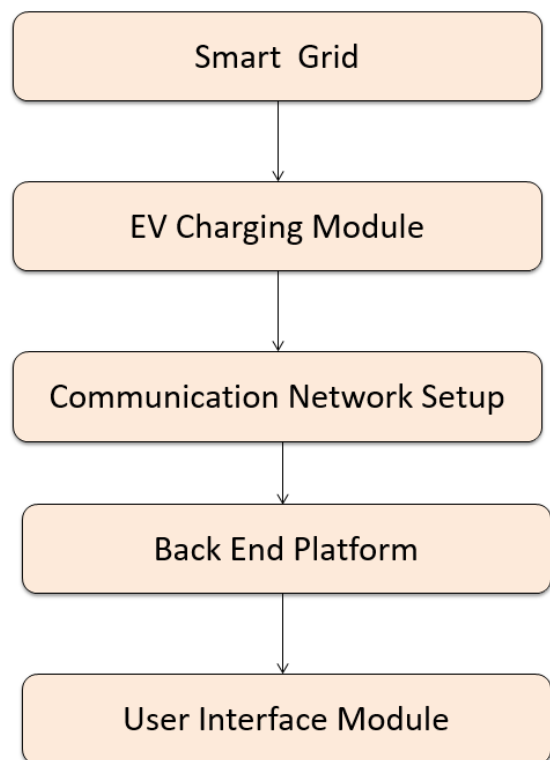 Smart Grid
EV Charging Module
Communication Network Setup
Back End Platform
User Interface Module